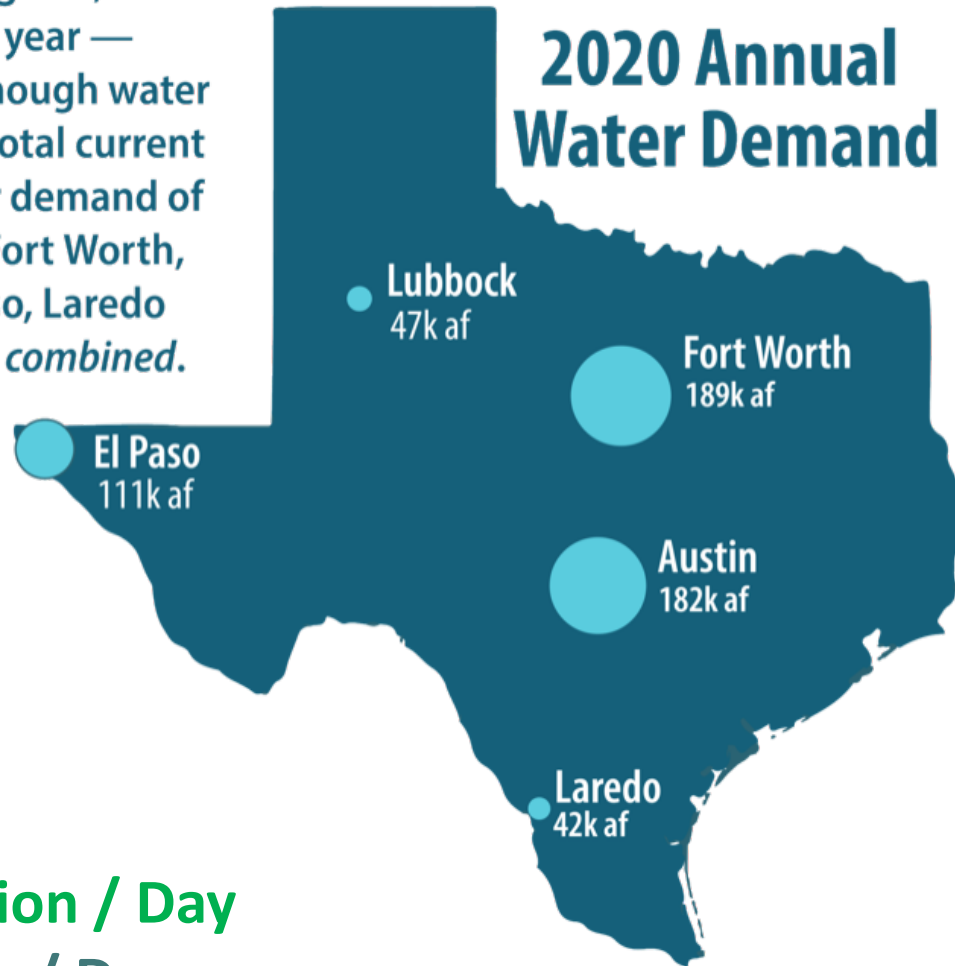 year —
water
otal current
demand of
ort Worth,
o, Laredo
combined.
2020 Annual
Water Demand
Lubbock
47k af
Fort Worth
189k af
El Paso
111k af
Austin
182k af
Laredo
42k af
ion / Day